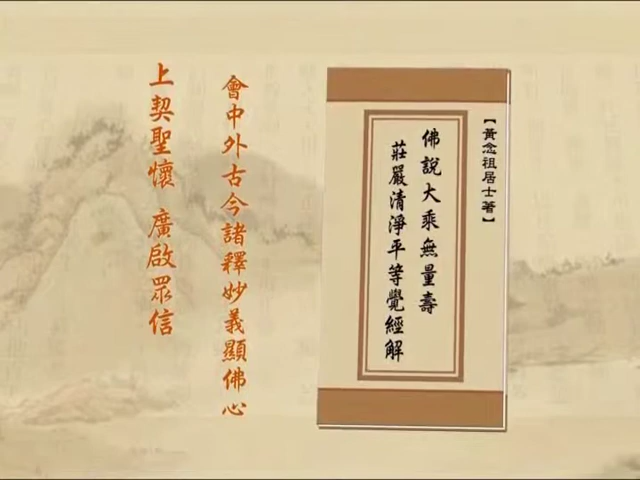 【黃念祖居士著】
佛說大乘無量壽
莊嚴清淨平等覺經解
會中外古今諸釋妙義顯佛心
上契聖懷 廣啟眾信